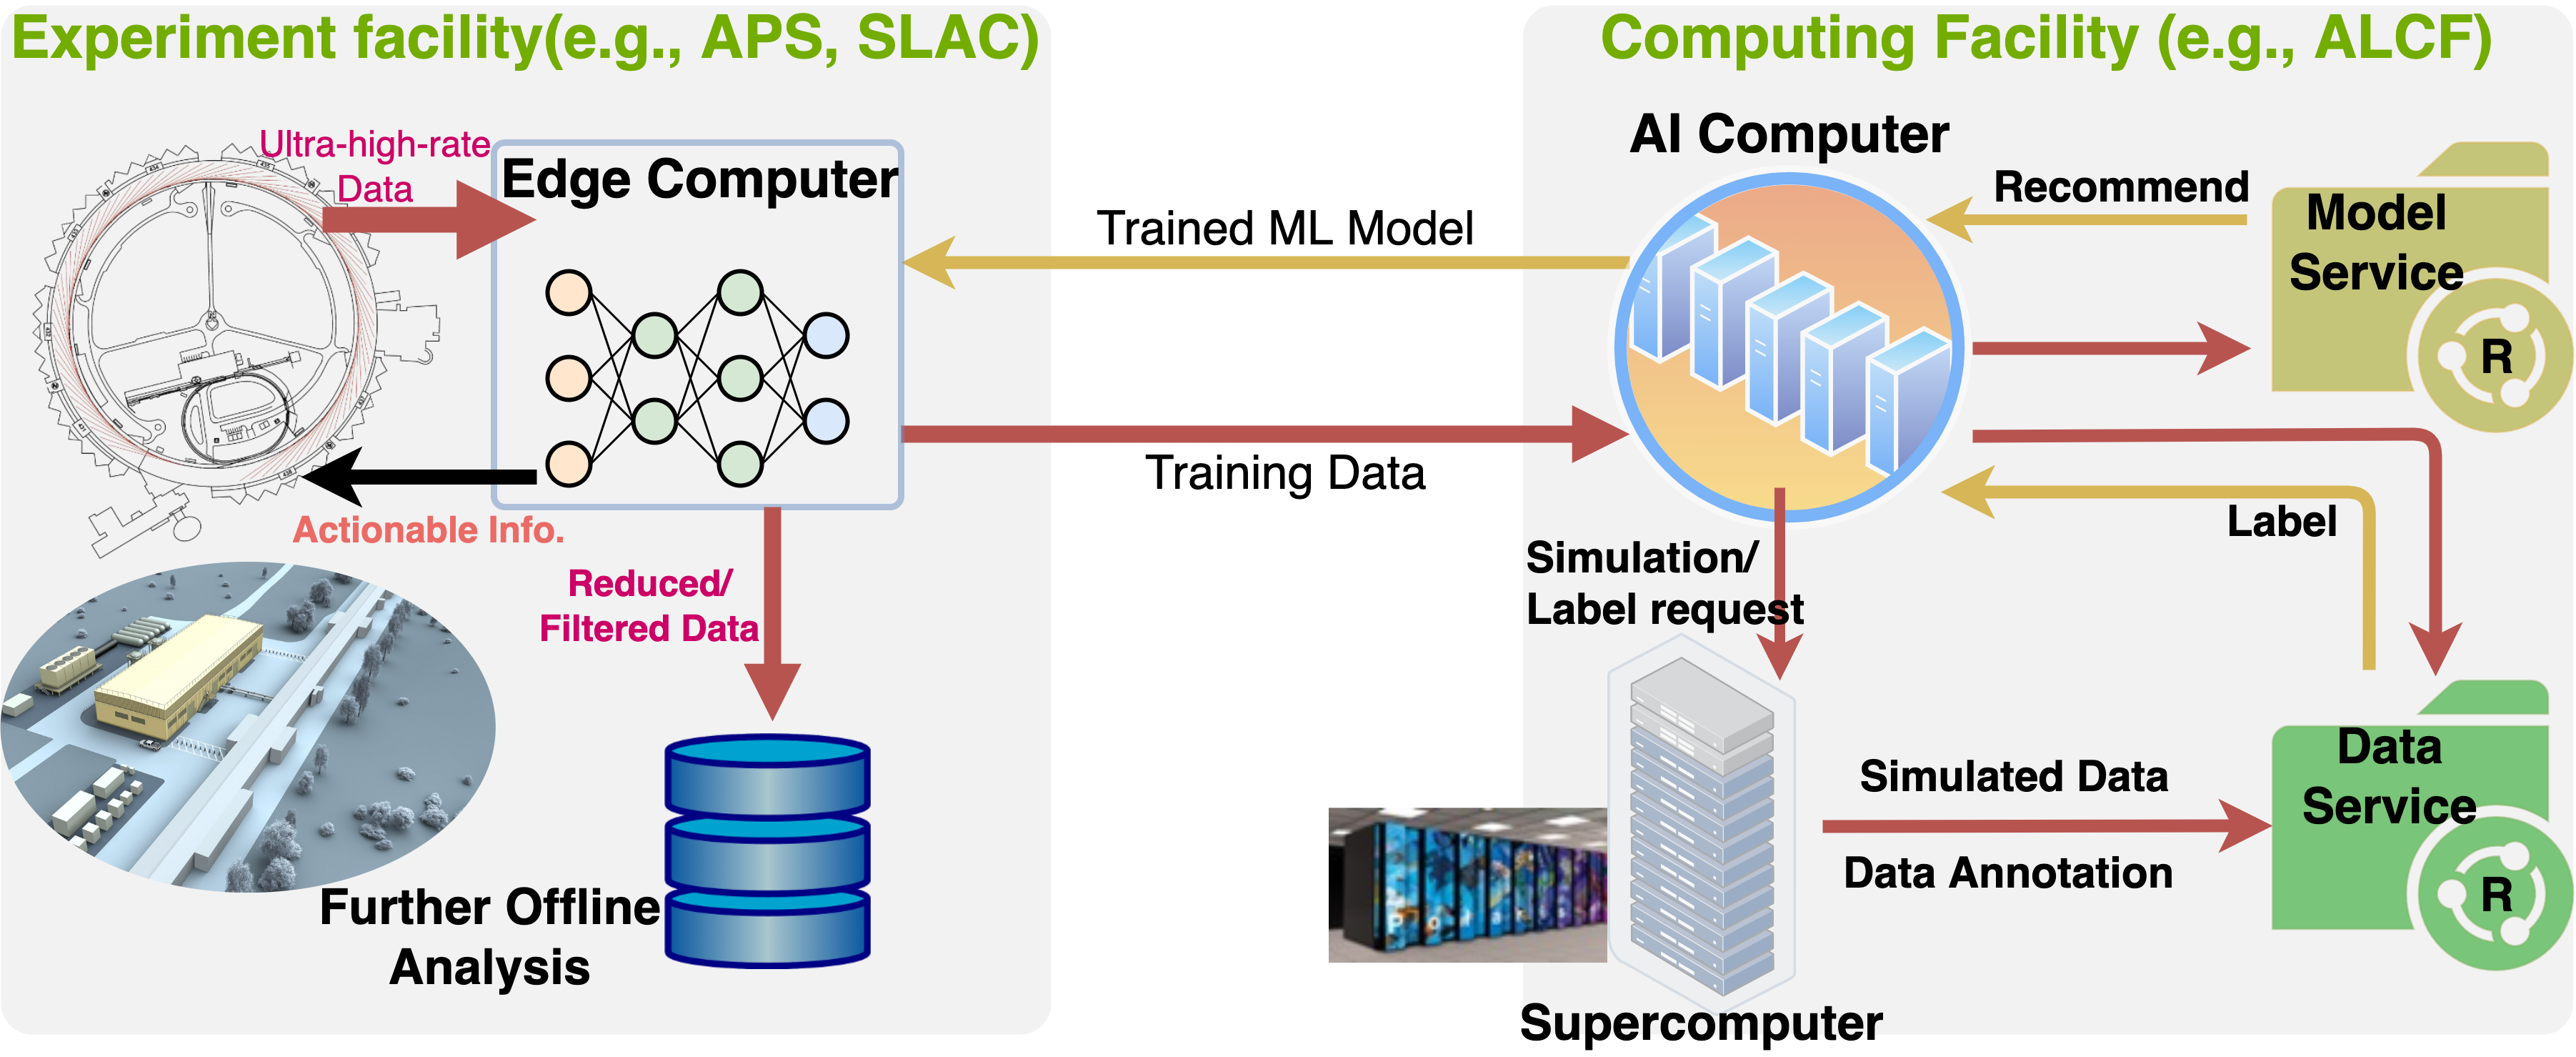 Experiment facility(e.g., APS, SLAC)
Ultra-high-rate
Data
Edge Computer
Actionable Info.
Reduced/
Filtered Data
Further Offline
Analysis
Trained ML Model
Training Data
Computing Facility (e.g., ALCF)
AI Computer
Recommend
Model
Service
R
Label
Simulation/
Label request
Simulated Data
Data Annotation
Data
Service
R
Supercomputer